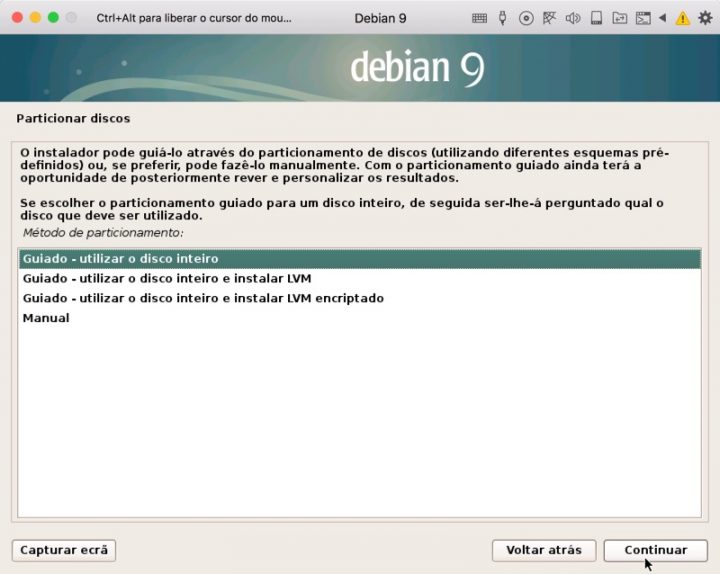 Ctrl+Alt para liberar o cursor do mou... Debian 9
debian 9
Particionar discos
O instalador pode guiá-lo através do particionamento de discos (utilizando diferentes esquemas pré-
definidos) ou, se preferir, pode fazê-lo manualmente. Com o particionamento guiado ainda terá a
oportunidade de posteriormente rever e personalizar os resultados.
Se escolher o particionamento guiado para um disco inteiro, de seguida ser-lhe-á perguntado qual o
disco que deve ser utilizado.
Método de particionamento:
Guiado - utilizar o disco inteiro
Guiado - utilizar o disco inteiro e instalar LVM
Guiado - utilizar o disco inteiro e instalar LVM encriptado
Manual
Capturar ecrã Voltar atrás Continuar